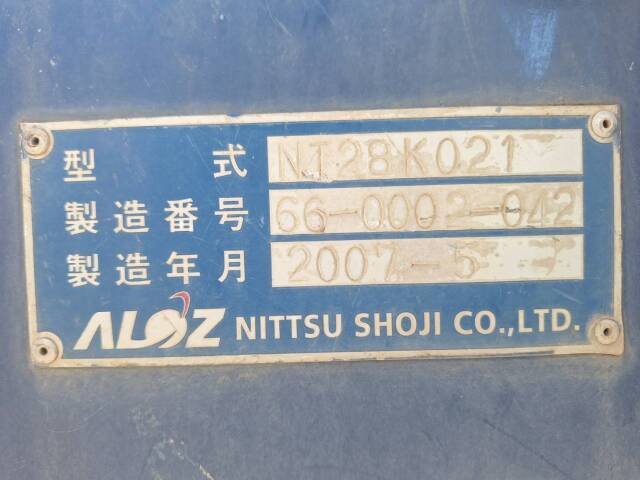 型 式 NT28K021
製造番号 66-0002-042
製造年月 2007-5
ALOZ NITTSU SHOJI CO.,LTD.